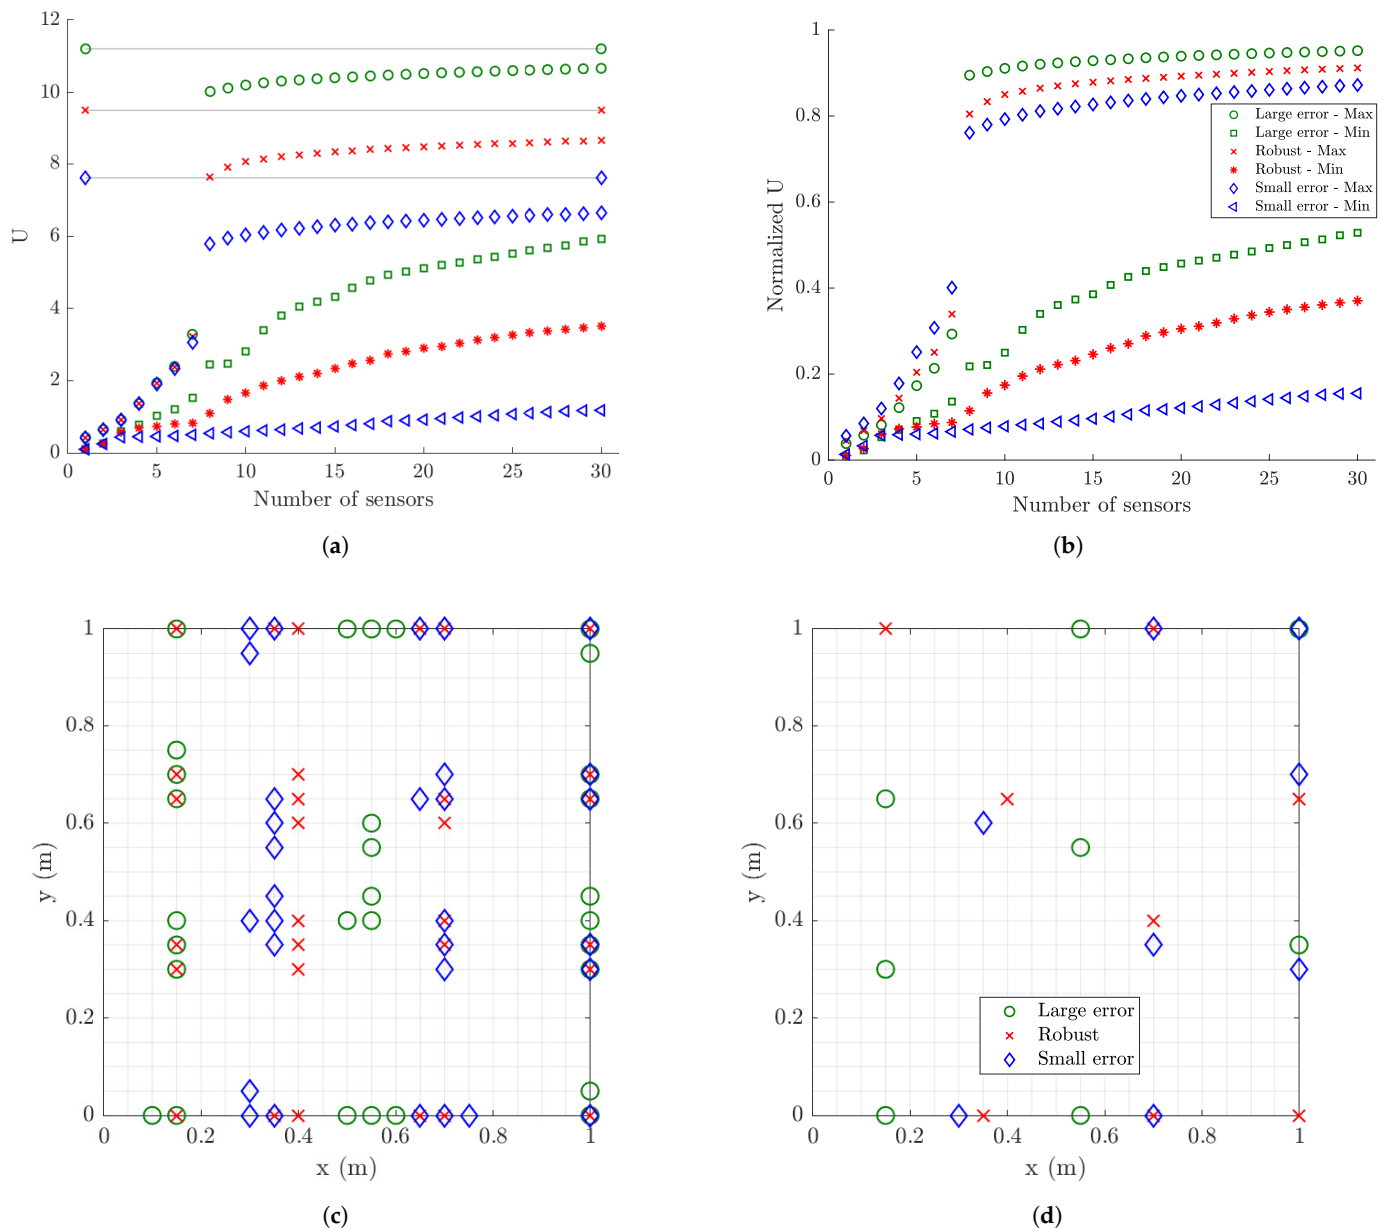 12
10
8
6
4
2
0
U
0
5
10
15
20
25
30
Number of sensors
(a)
1
0.8
0.6
0.4
0.2
0
Normalized U
Large error - Max
Large error - Min
Robust - Max
Robust - Min
Small error - Max
Small error - Min
0
5
10
15
20
25
30
Number of sensors
(b)
1
0.8
0.6
0.4
0.2
0
y (m)
0
0.2
0.4
0.6
0.8
1
x (m)
(c)
1
0.8
0.6
0.4
0.2
0
y (m)
Large error
Robust
Small error
0
0.2
0.4
0.6
0.8
1
x (m)
(d)